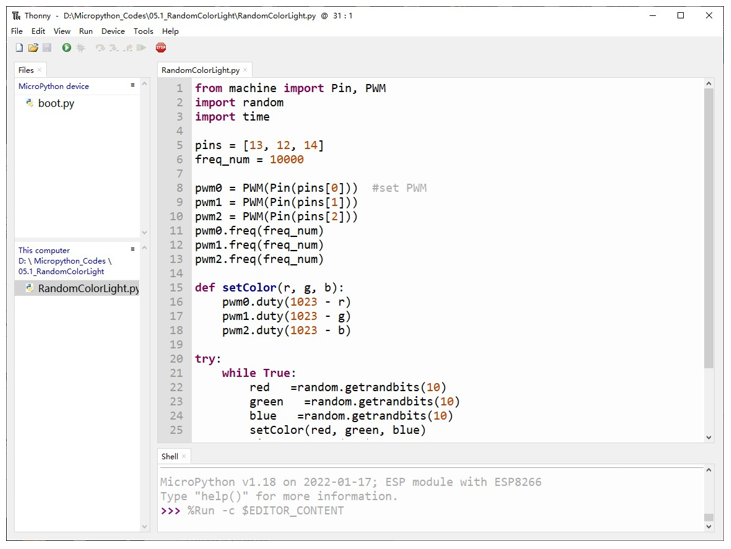 Thonny - D:\Micropython_Codes\05.1_RandomColorLight\RandomColorLight.py @ 31 : 1
File Edit View Run Device Tools Help
STOP
Files ×
MicroPython device ≡
boot.py
This computer ≡
D: \ Micropython_Codes \
05.1_RandomColorLight
RandomColorLight.py
RandomColorLight.py ×
1 from machine import Pin, PWM
2 import random
3 import time
4
5 pins = [13, 12, 14]
6 freq_num = 10000
7
8 pwm0 = PWM(Pin(pins[0]))  #set PWM
9 pwm1 = PWM(Pin(pins[1]))
10 pwm2 = PWM(Pin(pins[2]))
11 pwm0.freq(freq_num)
12 pwm1.freq(freq_num)
13 pwm2.freq(freq_num)
14
15 def setColor(r, g, b):
16     pwm0.duty(1023 - r)
17     pwm1.duty(1023 - g)
18     pwm2.duty(1023 - b)
19
20 try:
21     while True:
22         red   =random.getrandbits(10)
23         green   =random.getrandbits(10)
24         blue   =random.getrandbits(10)
25         setColor(red, green, blue)
Shell ×
MicroPython v1.18 on 2022-01-17; ESP module with ESP8266
Type "help()" for more information.
>>> %Run -c $EDITOR_CONTENT